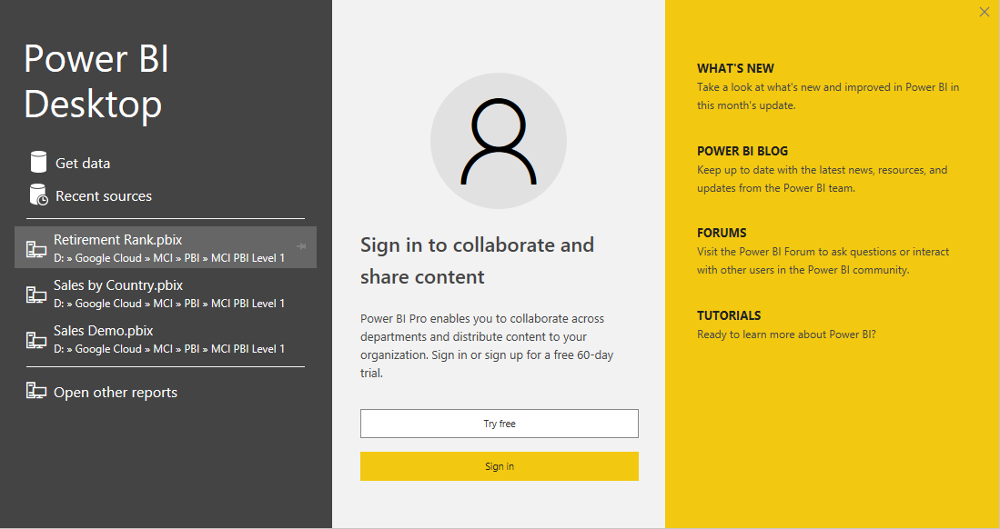 Power BI
Desktop
Get data
Recent sources
Retirement Rank.pbix
D: » Google Cloud » MCI » PBI » MCI PBI Level 1
Sales by Country.pbix
D: » Google Cloud » MCI » PBI » MCI PBI Level 1
Sales Demo.pbix
D: » Google Cloud » MCI » PBI » MCI PBI Level 1
Open other reports
Sign in to collaborate and
share content
Power BI Pro enables you to collaborate across
departments and distribute content to your
organization. Sign in or sign up for a free 60-day
trial.
Try free
Sign in
WHAT'S NEW
Take a look at what's new and improved in Power BI in
this month's update.
POWER BI BLOG
Keep up to date with the latest news, resources, and
updates from the Power BI team.
FORUMS
Visit the Power BI Forum to ask questions or interact
with other users in the Power BI community.
TUTORIALS
Ready to learn more about Power BI?